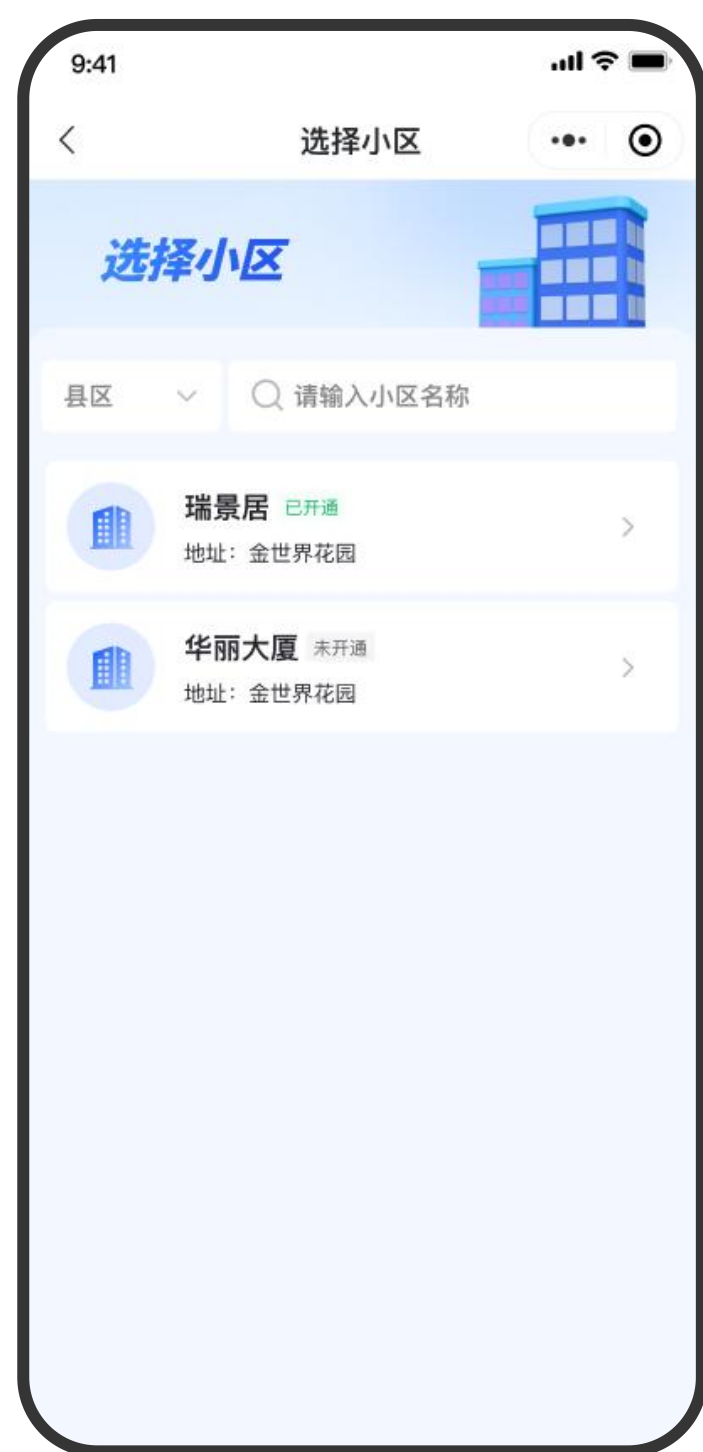 9:41
选择小区
选择小区
县区 请输入小区名称
瑞景居 已开通
地址：金世界花园
华丽大厦 未开通
地址：金世界花园